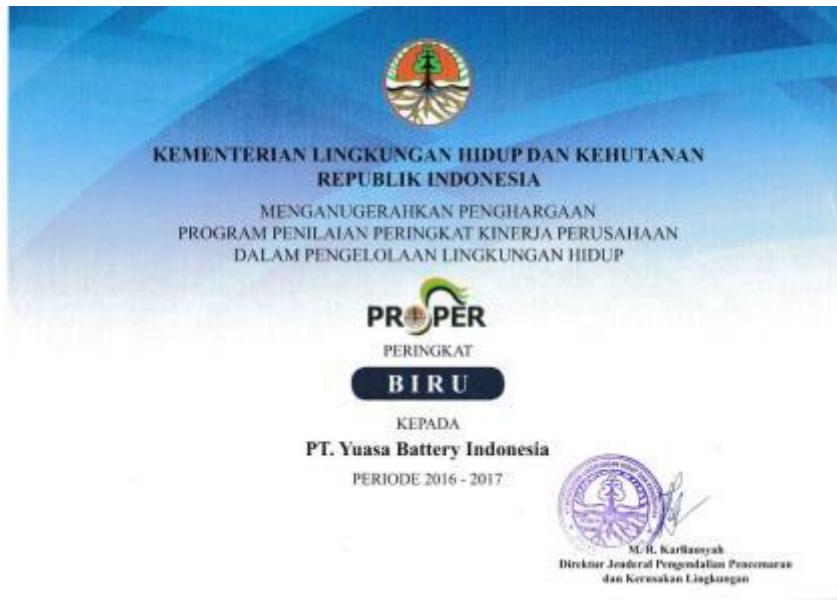 KEMENTERIAN LINGKUNGAN HIDUP DAN KEHUTANAN
REPUBLIK INDONESIA
MENGANUGERAHKAN PENGHARGAAN
PROGRAM PENILAIAN PERINGKAT KINERJA PERUSAHAAN
DALAM PENGELOLAAN LINGKUNGAN HIDUP
PROPER
PERINGKAT
BIRU
KEPADA
PT. Yuasa Battery Indonesia
PERIODE 2016 - 2017
M. R. Karliansyah
Direktur Jenderal Pengendalian Pencemaran
dan Kerusakan Lingkungan